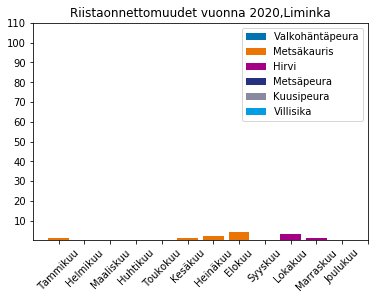 Riistaonnettomuudet vuonna 2020,Liminka
110
100
90
80
70
60
50
40
30
20
10
Valkohäntäpeura
Metsäkauris
Hirvi
Metsäpeura
Kuusipeura
Villisika
Tammikuu
Helmikuu
Maaliskuu
Huhtikuu
Toukokuu
Kesäkuu
Heinäkuu
Elokuu
Syyskuu
Lokakuu
Marraskuu
Joulukuu